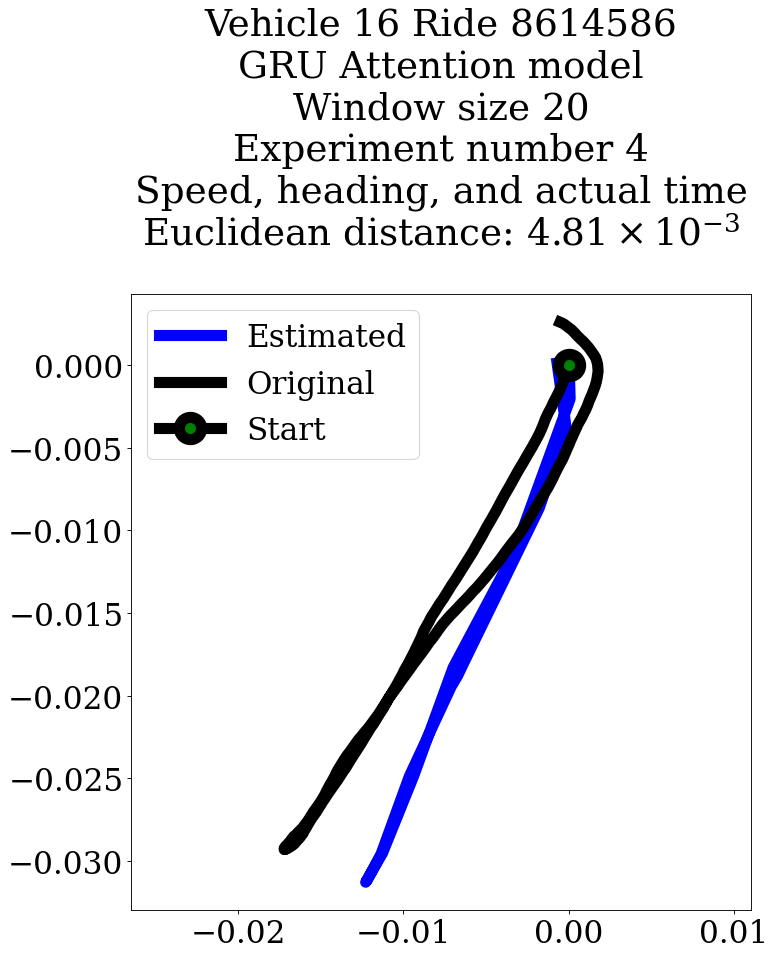 Vehicle 16 Ride 8614586
GRU Attention model
Window size 20
Experiment number 4
Speed, heading, and actual time
Euclidean distance: 4.81 × 10⁻³
Estimated
Original
Start
0.000
−0.005
−0.010
−0.015
−0.020
−0.025
−0.030
−0.02 −0.01 0.00 0.01